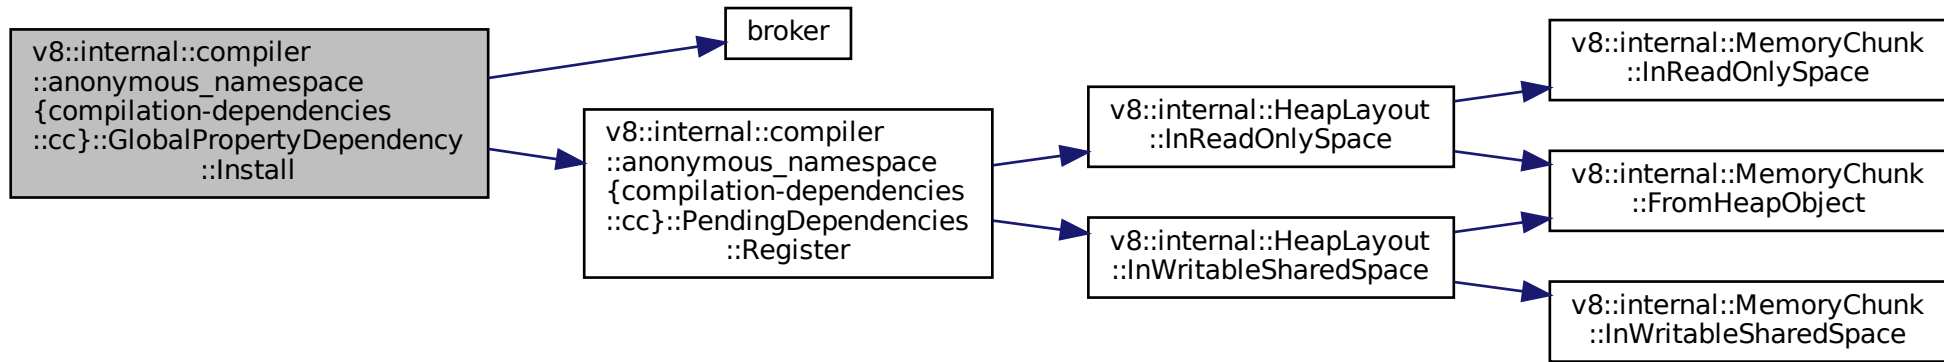 v8::internal::compiler
::anonymous_namespace
{compilation-dependencies
::cc}::GlobalPropertyDependency
::Install
broker
v8::internal::compiler
::anonymous_namespace
{compilation-dependencies
::cc}::PendingDependencies
::Register
v8::internal::HeapLayout
::InReadOnlySpace
v8::internal::HeapLayout
::InWritableSharedSpace
v8::internal::MemoryChunk
::InReadOnlySpace
v8::internal::MemoryChunk
::FromHeapObject
v8::internal::MemoryChunk
::InWritableSharedSpace